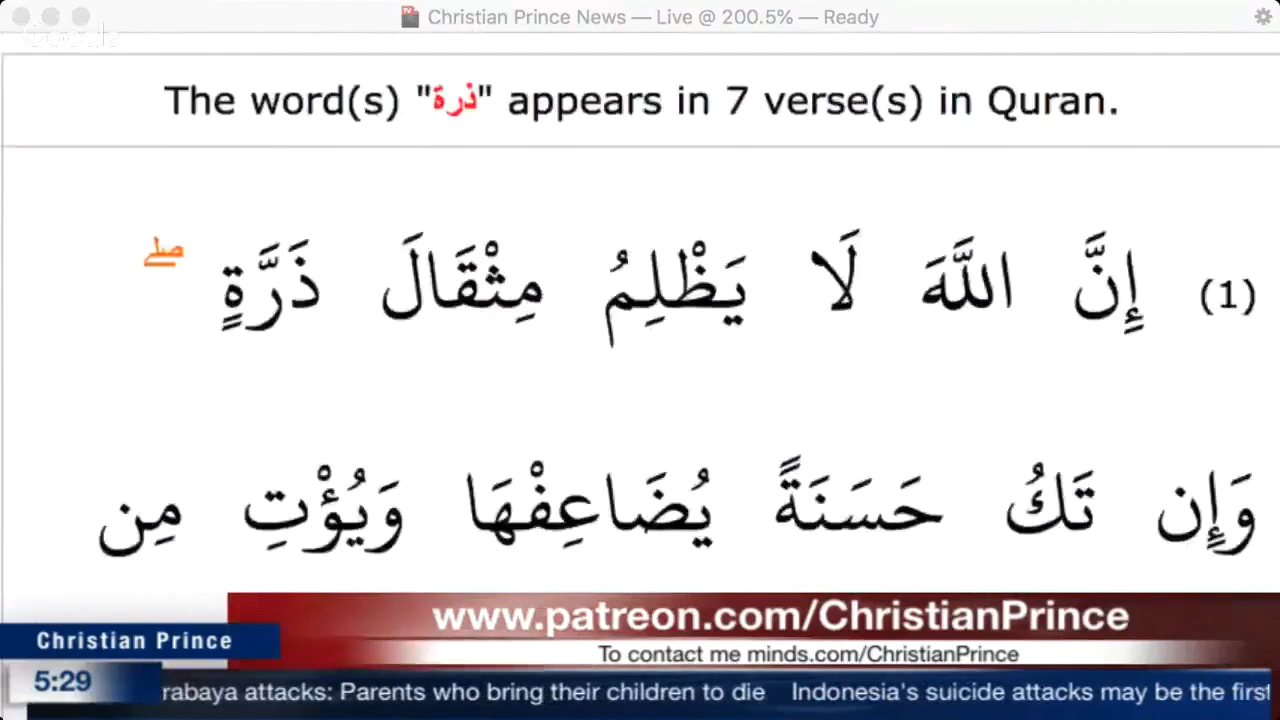 Christian Prince News — Live @ 200.5% — Ready
The word(s) "ذرة" appears in 7 verse(s) in Quran.
(1) إِنَّ اللَّهَ لَا يَظْلِمُ مِثْقَالَ ذَرَّةٍ ۖ
وَإِن تَكُ حَسَنَةً يُضَاعِفْهَا وَيُؤْتِ مِن
www.patreon.com/ChristianPrince
Christian Prince
To contact me minds.com/ChristianPrince
5:29
rabaya attacks: Parents who bring their children to die Indonesia's suicide attacks may be the first